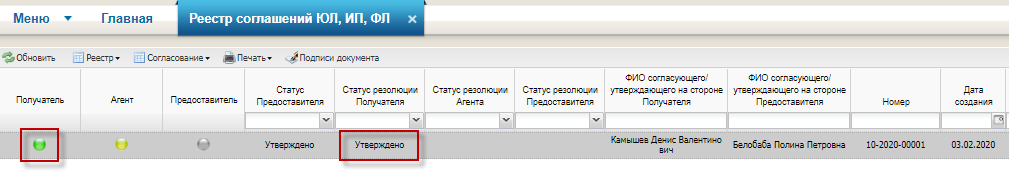 Меню Главная Реестр соглашений ЮЛ, ИП, ФЛ ×
Обновить Реестр Согласование Печать Подписи документа
Получатель Агент Предоставитель Статус Предоставителя Статус резолюции Получателя Статус резолюции Агента Статус резолюции Предоставителя ФИО согласующего/ утверждающего на стороне Получателя ФИО согласующего/ утверждающего на стороне Предоставителя Номер Дата создания
Утверждено Утверждено Камышев Денис Валентино вич Белобаба Полина Петровна 10-2020-00001 03.02.2020